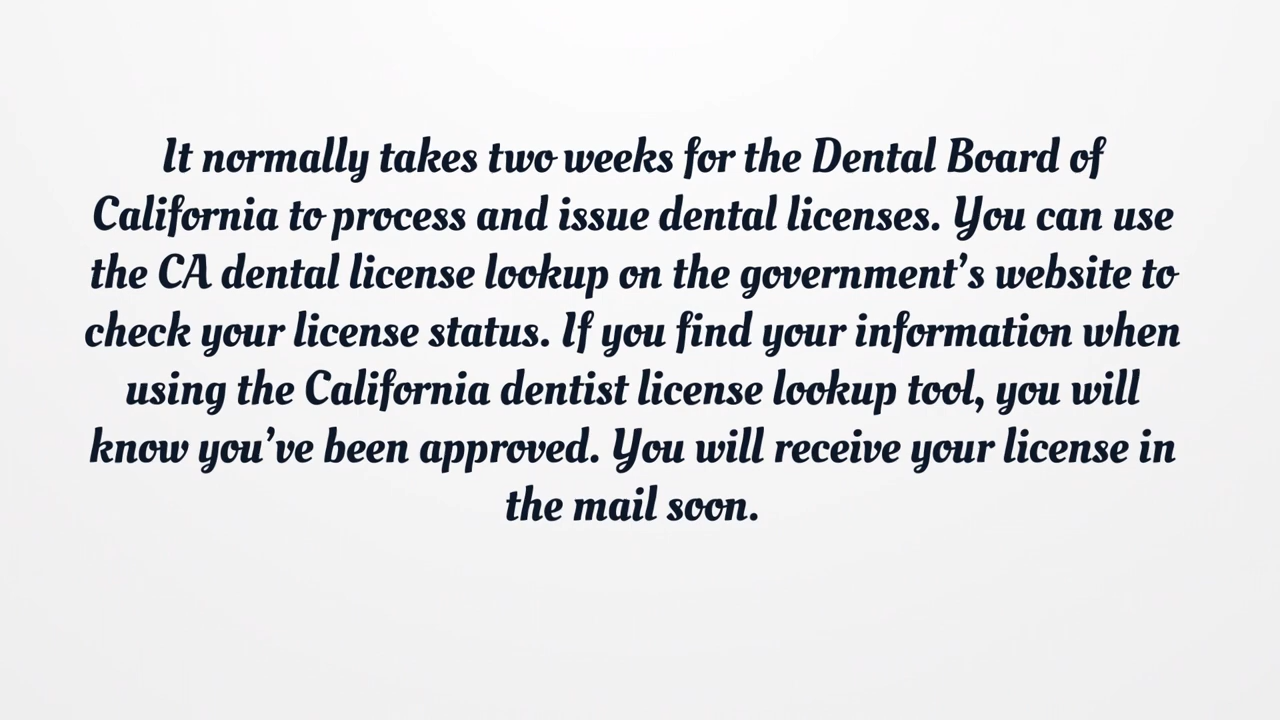 It normally takes two weeks for the Dental Board of
California to process and issue dental licenses. You can use
the CA dental license lookup on the government’s website to
check your license status. If you find your information when
using the California dentist license lookup tool, you will
know you’ve been approved. You will receive your license in
the mail soon.